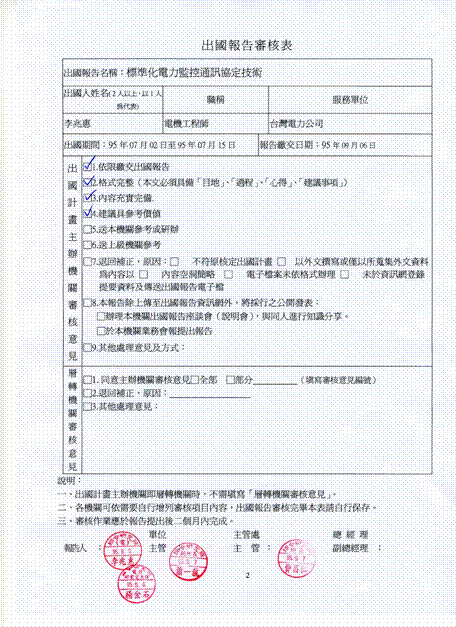 出國報告審核表
出國報告名稱：標準化電力監控通訊協定技術
出國人姓名(2人以上，以1人為代表) 職稱 服務單位
李兆惠 電機工程師 台灣電力公司
出國期間：95年07月02日至95年07月15日 報告繳交日期：95年09月06日
出國計畫主辦機關審核意見
1.依限繳交出國報告
2.格式完整（本文必須具備「目地」、「過程」、「心得」、「建議事項」）
3.內容充實完備.
4.建議具參考價值
□5.送本機關參考或研辦
□6.送上級機關參考
□7.退回補正，原因：□ 不符原核定出國計畫 □ 以外文撰寫或僅以所蒐集外文資料
為內容以 □ 內容空洞簡略 □ 電子檔案未依格式辦理 □ 未於資訊網登錄
提要資料及傳送出國報告電子檔
□8.本報告除上傳至出國報告資訊網外，將採行之公開發表：
□辦理本機關出國報告座談會（說明會），與同人進行知識分享。
□於本機關業務會報提出報告
□9.其他處理意見及方式：
層轉機關審核意見
□1.同意主辦機關審核意見□全部 □部分________（填寫審核意見編號）
□2.退回補正，原因：________
□3.其他處理意見：
說明：
一、出國計畫主辦機關即層轉機關時，不需填寫「層轉機關審核意見」。
二、各機關可依需要自行增列審核項目內容，出國報告審核完畢本表請自行保存。
三、審核作業應於報告提出後二個月內完成。
單位 主管處 總經理
報告人： 主管 主管： 副總經理：
李兆惠
楊金石
2